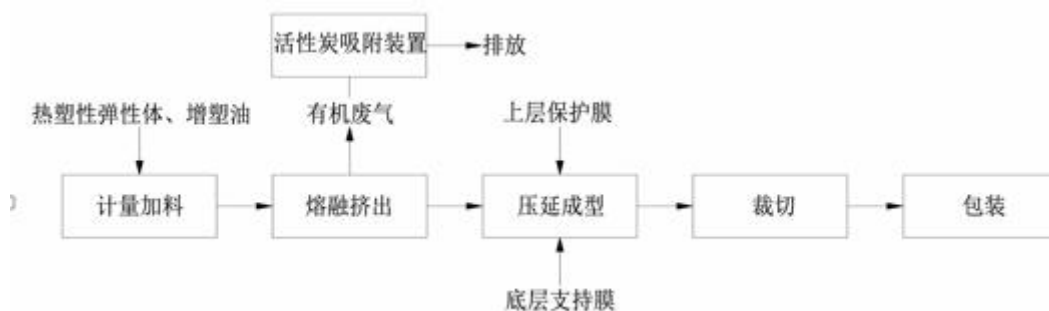 活性炭吸附装置
排放
热塑性弹性体、增塑油
有机废气
上层保护膜
计量加料
熔融挤出
压延成型
裁切
包装
底层支持膜